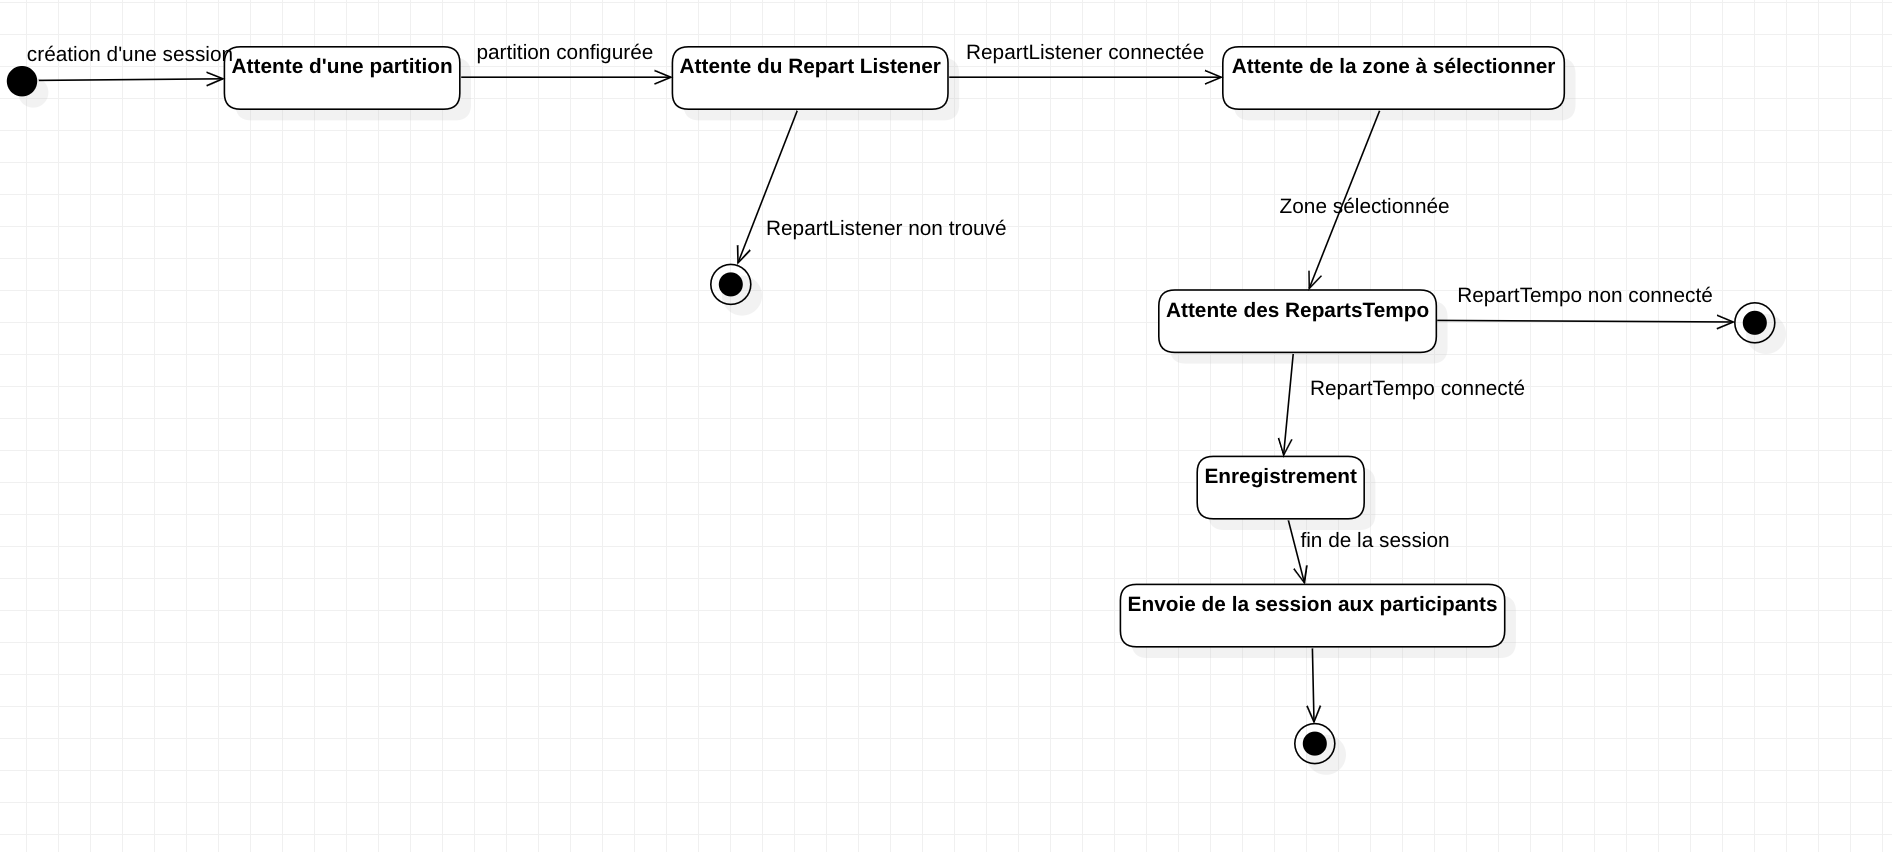 création d'une session
Attente d'une partition
partition configurée
Attente du Repart Listener
RepartListener connectée
Attente de la zone à sélectionner
RepartListener non trouvé
Zone sélectionnée
Attente des RepartsTempo
RepartTempo non connecté
RepartTempo connecté
Enregistrement
fin de la session
Envoie de la session aux participants